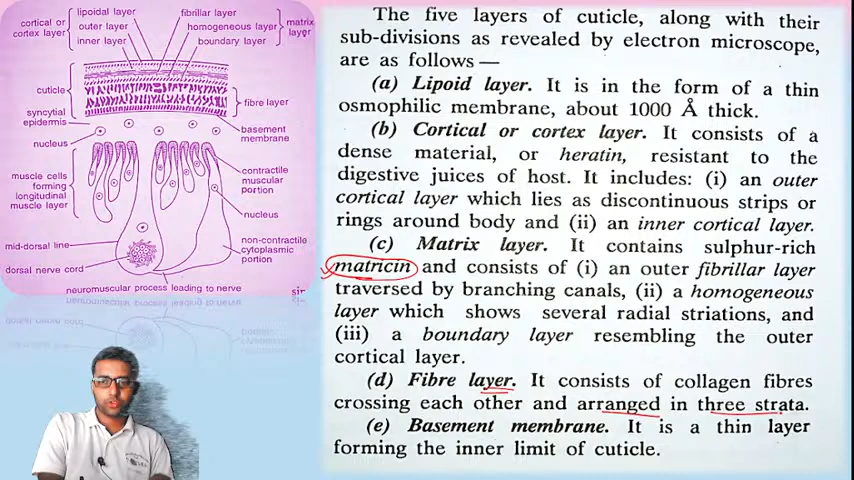 cortical or
cortex layer
lipoidal layer
outer layer
inner layer
fibrillar layer
homogeneous layer
boundary layer
matrix
layer
cuticle
fibre layer
syncytial
epidermis
nucleus
basement
membrane
muscle cells
forming
longitudinal
muscle layer
contractile
muscular
portion
nucleus
mid-dorsal line
dorsal nerve cord
non-contractile
cytoplasmic
portion
neuromuscular process leading to nerve
The five layers of cuticle, along with their
sub-divisions as revealed by electron microscope,
are as follows —
(a) Lipoid layer. It is in the form of a thin
osmophilic membrane, about 1000 Å thick.
(b) Cortical or cortex layer. It consists of a
dense material, or heratin, resistant to the
digestive juices of host. It includes: (i) an outer
cortical layer which lies as discontinuous strips or
rings around body and (ii) an inner cortical layer.
(c) Matrix layer. It contains sulphur-rich
matricin and consists of (i) an outer fibrillar layer
traversed by branching canals, (ii) a homogeneous
layer which shows several radial striations, and
(iii) a boundary layer resembling the outer
cortical layer.
(d) Fibre layer. It consists of collagen fibres
crossing each other and arranged in three strata.
(e) Basement membrane. It is a thin layer
forming the inner limit of cuticle.